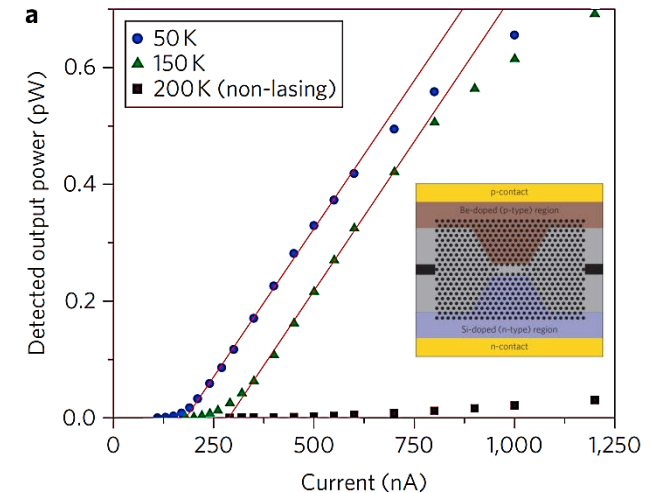 a
50 K
150 K
200 K (non-lasing)
Detected output power (pW)
0.6
0.4
0.2
0.0
p-contact
Be-doped (p-type) region
Si-doped (n-type) region
n-contact
0
250
500
750
1,000
1,250
Current (nA)